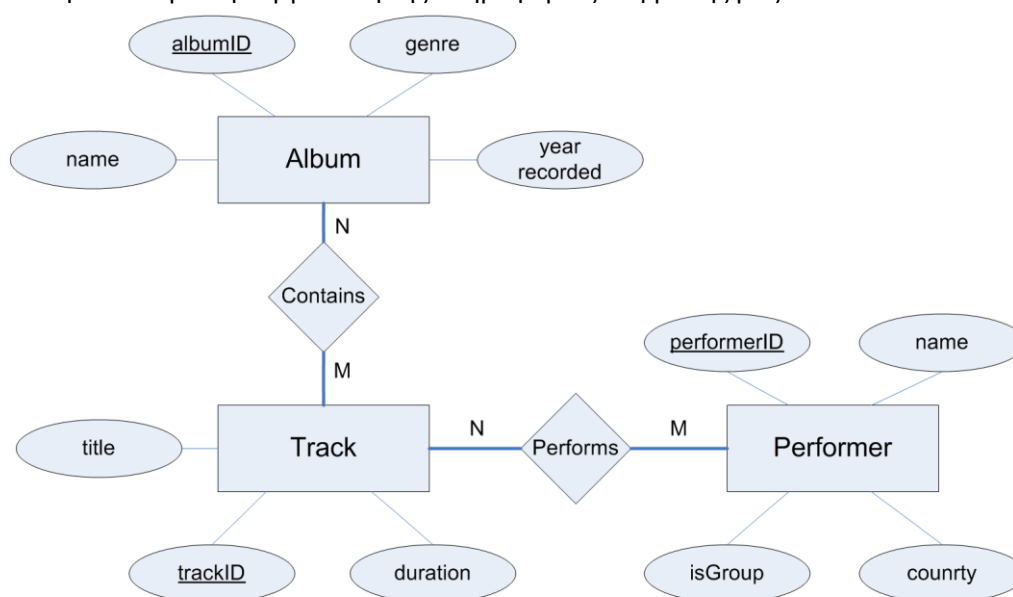 albumID
genre
name
Album
year
recorded
N
Contains
M
performerID
name
title
Track
N
Performs
M
Performer
trackID
duration
isGroup
counrty